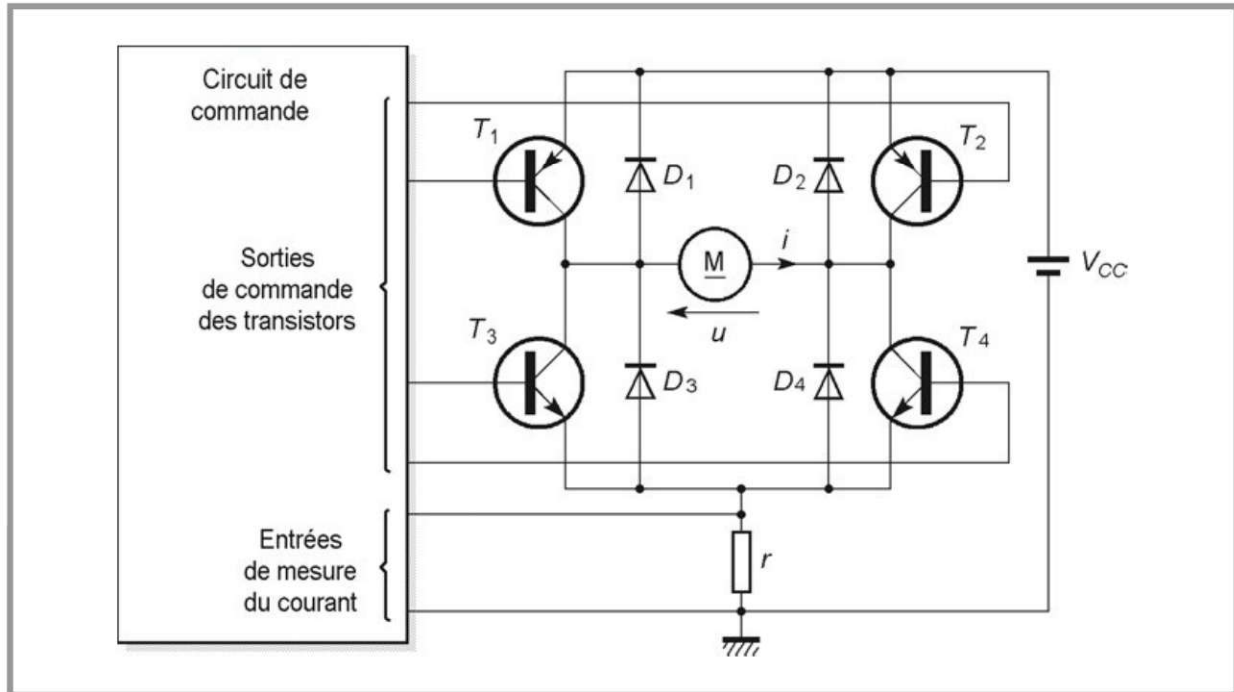 Circuit de
commande
T1
T2
D1
D2
M
i
VCC
u
Sorties
de commande
des transistors
T3
T4
D3
D4
Entrées
de mesure
du courant
r